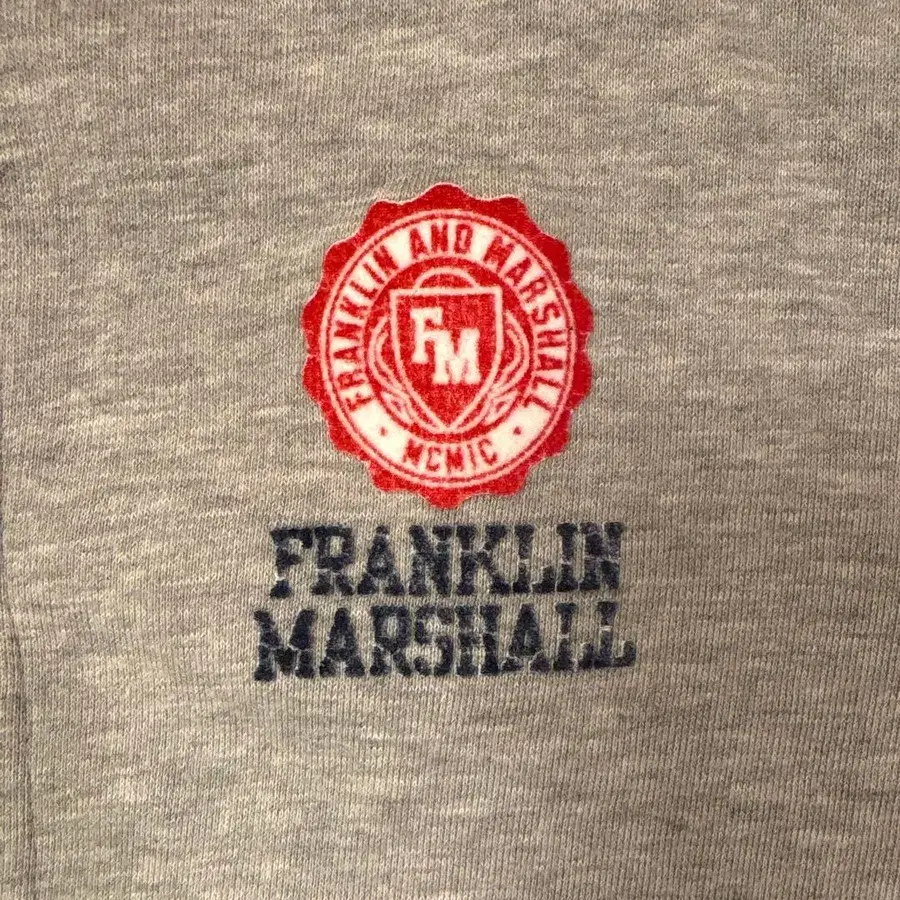 FRANKLIN AND MARSHALL
FM
· MCMIC ·
FRANKLIN
MARSHALL